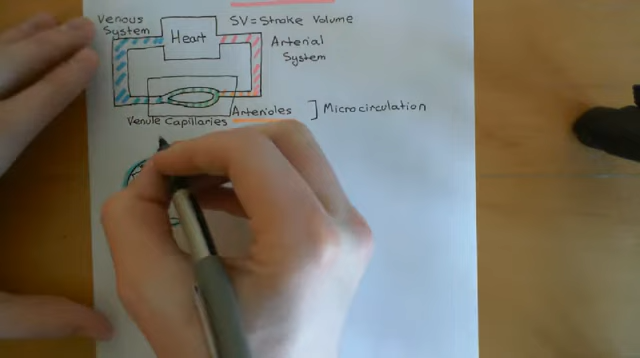 Venous
System
SV = Stroke Volume
Heart
Arterial
System
Arterioles
Microcirculation
Venule Capillaries